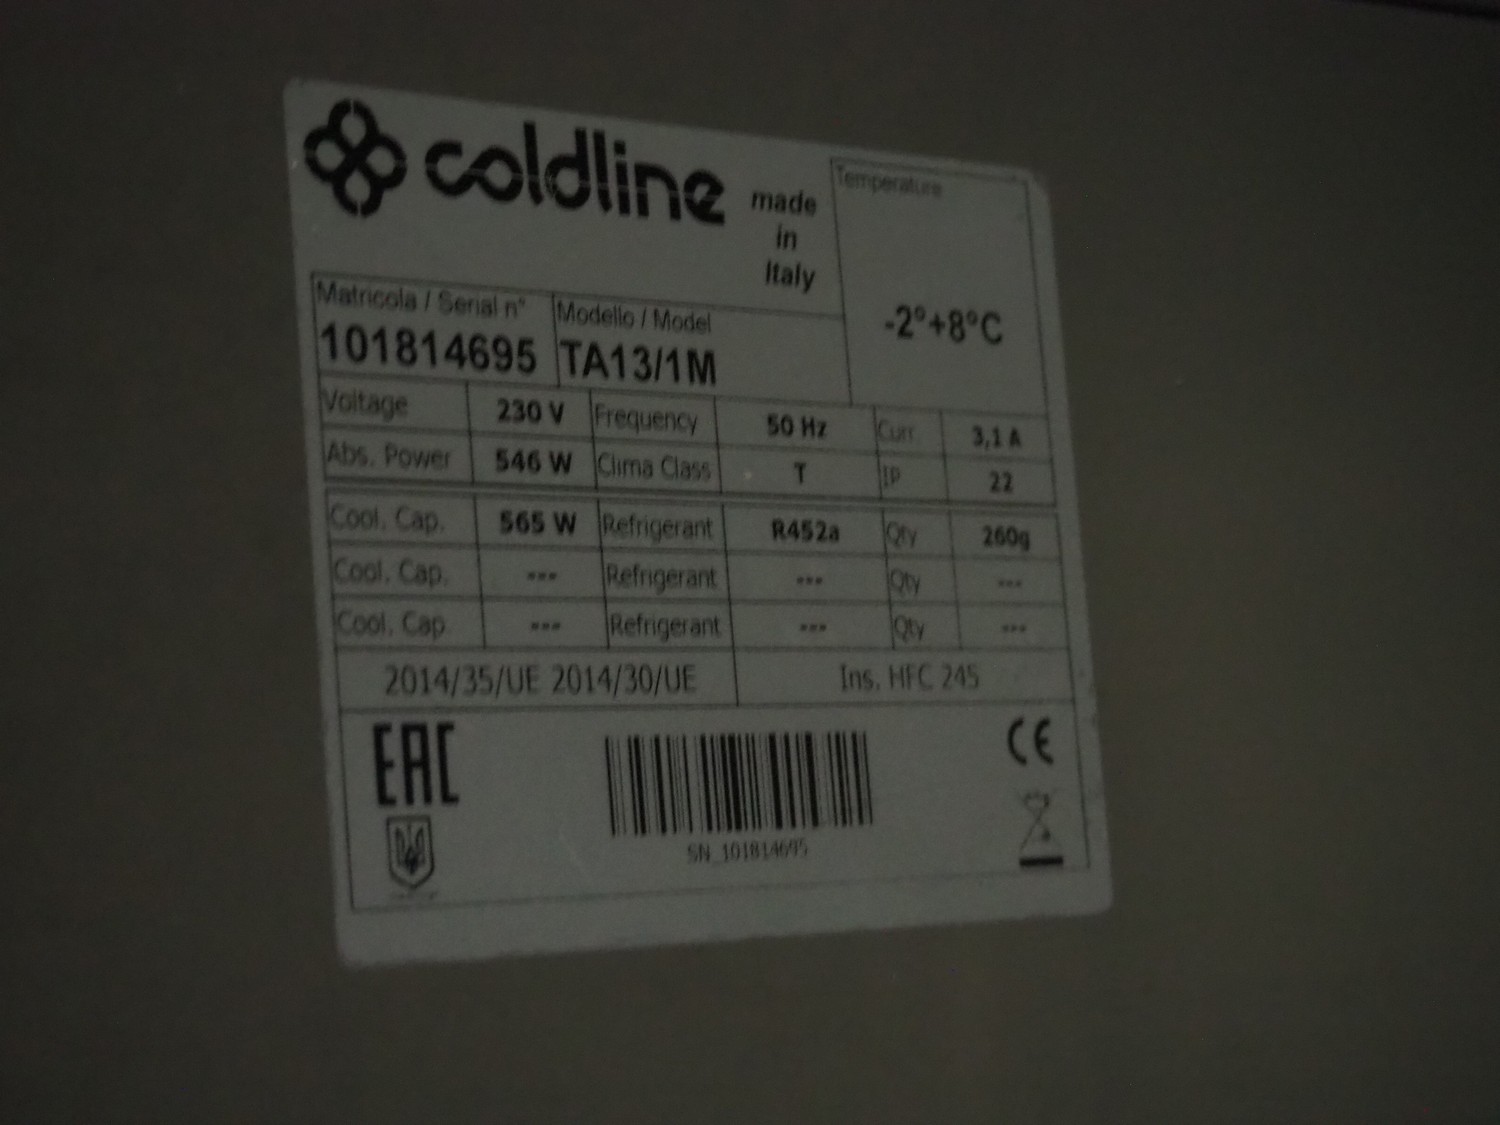 coldline
made
in
Italy
Temperature
-2°+8°C
Matricola / Serial n° Modello / Model
101814695 TA13/1M
Voltage 230 V Frequency 50 Hz Curr. 3,1 A
Abs. Power 546 W Clima Class T IP 22
Cool. Cap. 565 W Refrigerant R452a Qty 260g
Cool. Cap. --- Refrigerant --- Qty ---
Cool. Cap. --- Refrigerant --- Qty ---
2014/35/UE 2014/30/UE Ins. HFC 245
EAC
CE
SN_101814695